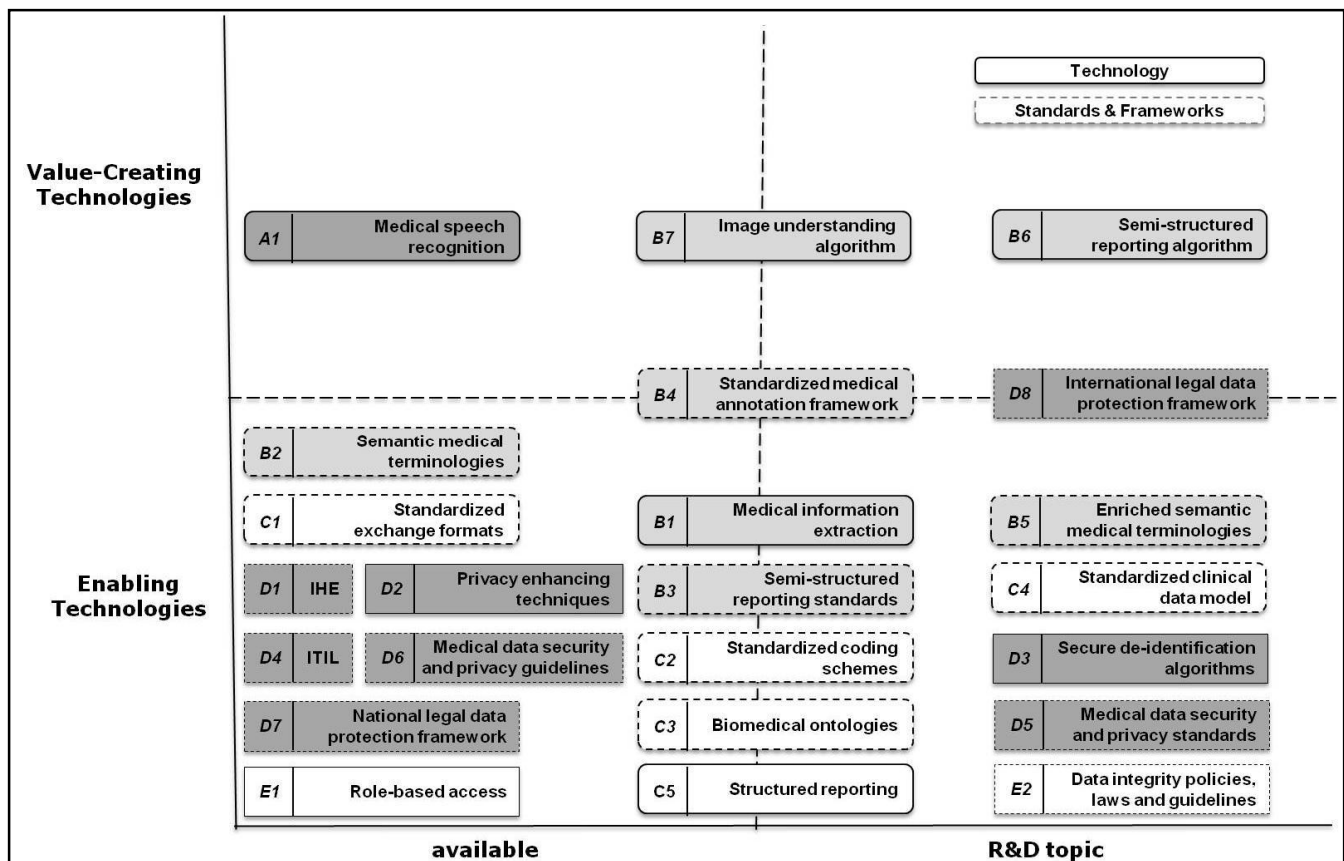 Technology
Standards & Frameworks
Value-Creating
Technologies
A1
Medical speech
recognition
B7
Image understanding
algorithm
B6
Semi-structured
reporting algorithm
B4
Standardized medical
annotation framework
D8
International legal data
protection framework
B2
Semantic medical
terminologies
C1
Standardized
exchange formats
B1
Medical information
extraction
B5
Enriched semantic
medical terminologies
Enabling
Technologies
D1
IHE
D2
Privacy enhancing
techniques
B3
Semi-structured
reporting standards
C4
Standardized clinical
data model
D4
ITIL
D6
Medical data security
and privacy guidelines
C2
Standardized coding
schemes
D3
Secure de-identification
algorithms
D7
National legal data
protection framework
C3
Biomedical ontologies
D5
Medical data security
and privacy standards
E1
Role-based access
C5
Structured reporting
E2
Data integrity policies,
laws and guidelines
available
R&D topic